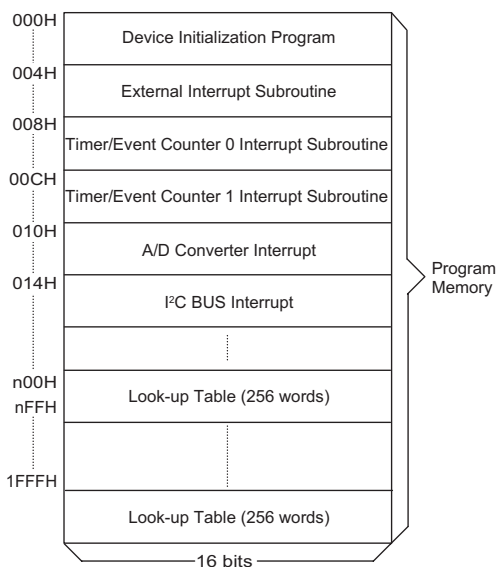 000H
Device Initialization Program
004H
External Interrupt Subroutine
008H
Timer/Event Counter 0 Interrupt Subroutine
00CH
Timer/Event Counter 1 Interrupt Subroutine
010H
A/D Converter Interrupt
014H
I²C BUS Interrupt
Program
Memory
n00H
Look-up Table (256 words)
nFFH
1FFFH
Look-up Table (256 words)
16 bits